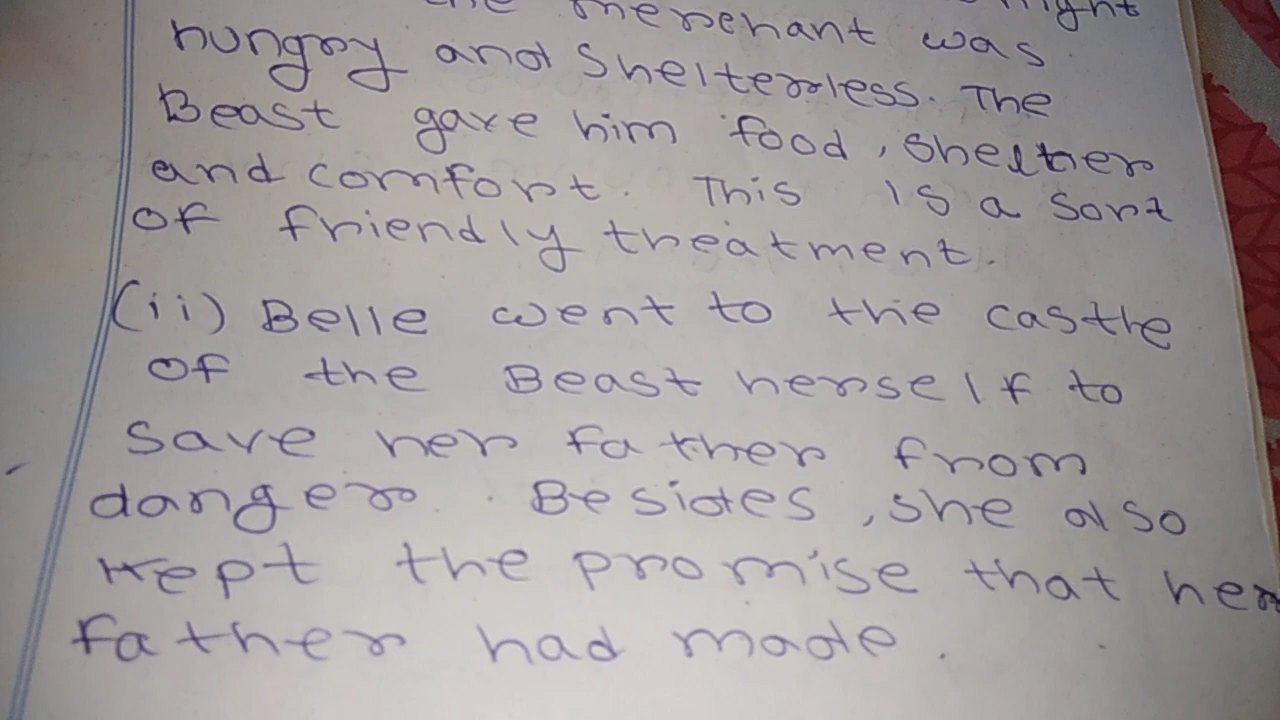 the merchant was night
hungry and Shelterless. The
Beast gave him food, Shelter
and comfort. This is a Sort
of friendly treatment.
(ii) Belle went to the castle
of the Beast herself to
save her father from
danger. Besides, she also
kept the promise that her
father had made.